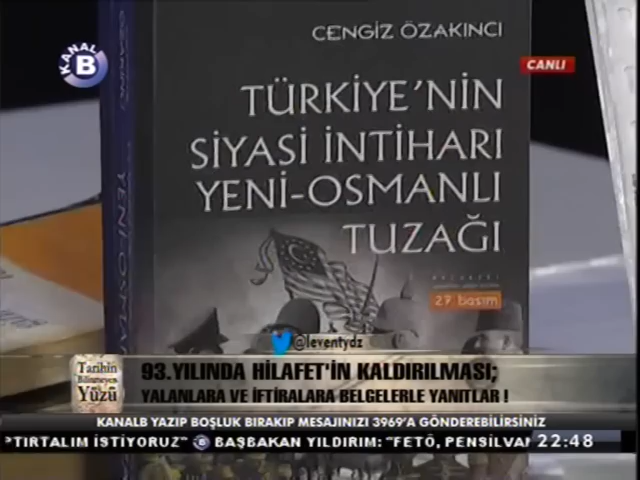 CENGİZ ÖZAKINCI
KANAL B
CANLI
TÜRKİYE'NİN
SİYASİ İNTİHARI
YENİ-OSMANLI
TUZAĞI
27 basım
@leventydz
Tarihin
Bilinmeyen
Yüzü
93.YILINDA HİLAFET'İN KALDIRILMASI;
YALANLARA VE İFTİRALARA BELGELERLE YANITLAR !
KANALB YAZIP BOŞLUK BIRAKIP MESAJINIZI 3969'A GÖNDEREBİLİRSİNİZ
"TIRTALIM İSTİYORUZ" B BAŞBAKAN YILDIRIM: "FETÖ, PENSİLVAN
22:48